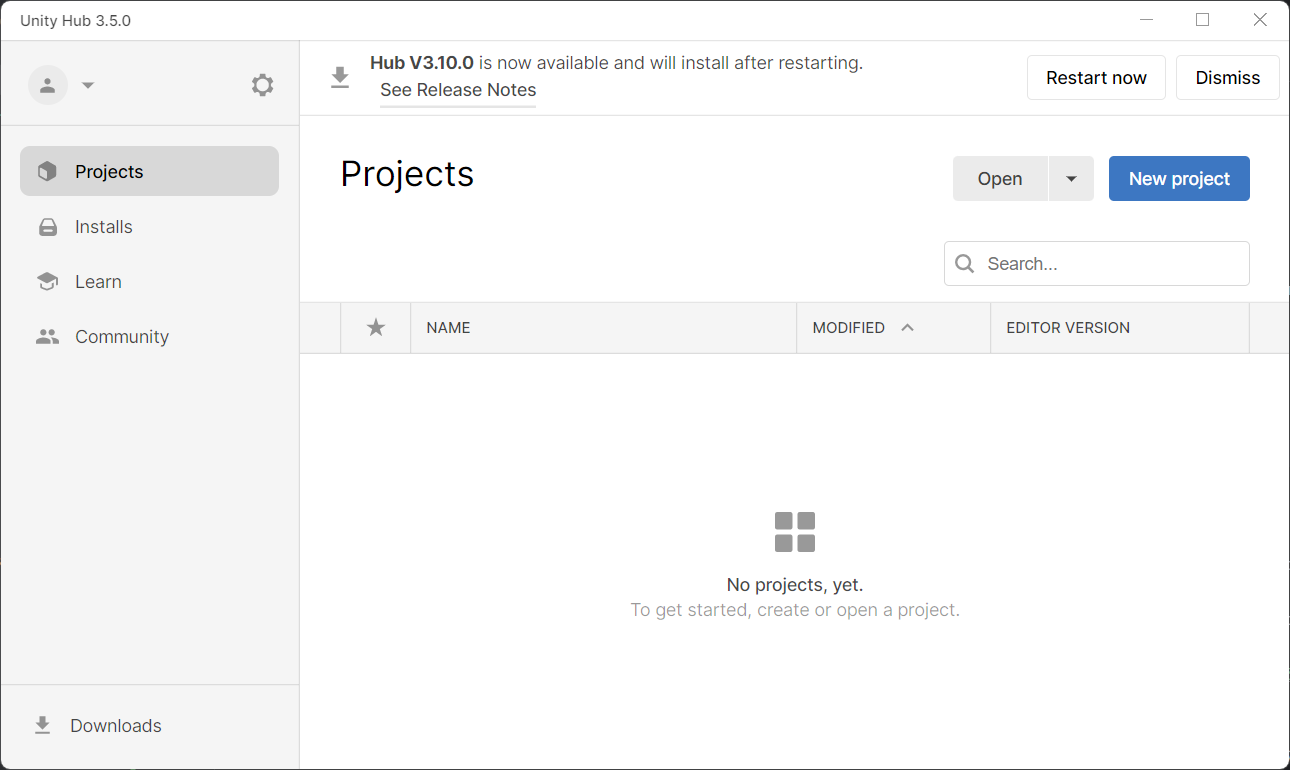 Unity Hub 3.5.0
Hub V3.10.0 is now available and will install after restarting.
See Release Notes
Restart now
Dismiss
Projects
Installs
Learn
Community
Downloads
Projects
Open
New project
Search...
NAME
MODIFIED
EDITOR VERSION
No projects, yet.
To get started, create or open a project.